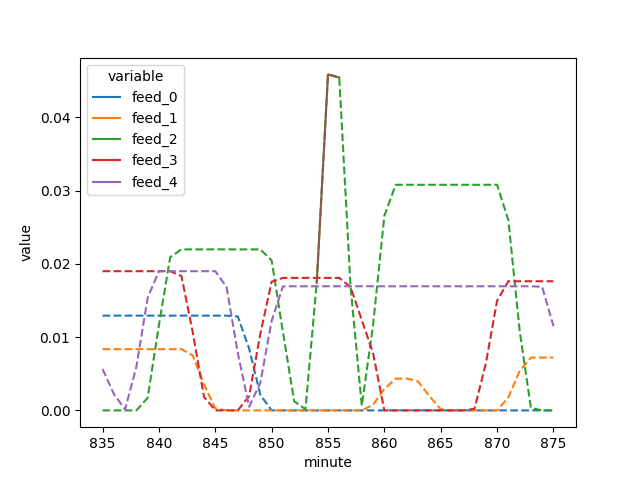 variable
feed_0
feed_1
feed_2
feed_3
feed_4
value
0.04
0.03
0.02
0.01
0.00
835 840 845 850 855 860 865 870 875
minute